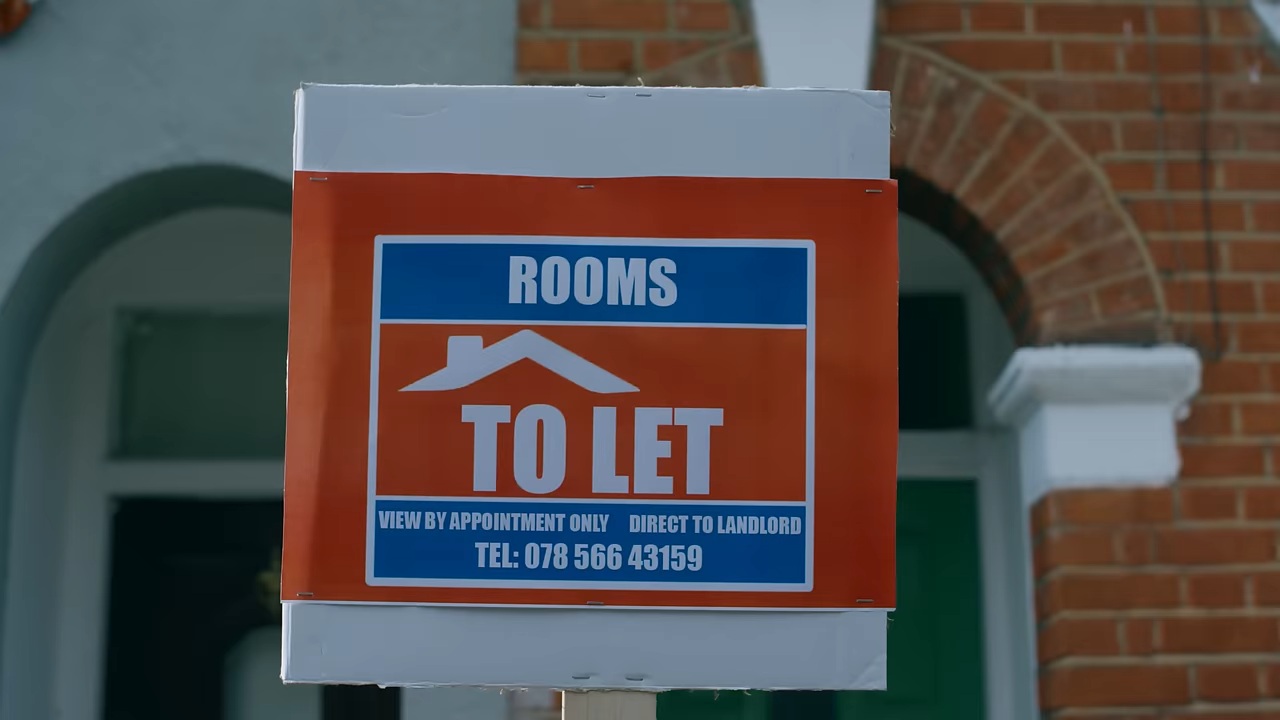 ROOMS
TO LET
VIEW BY APPOINTMENT ONLY DIRECT TO LANDLORD
TEL: 078 566 43159